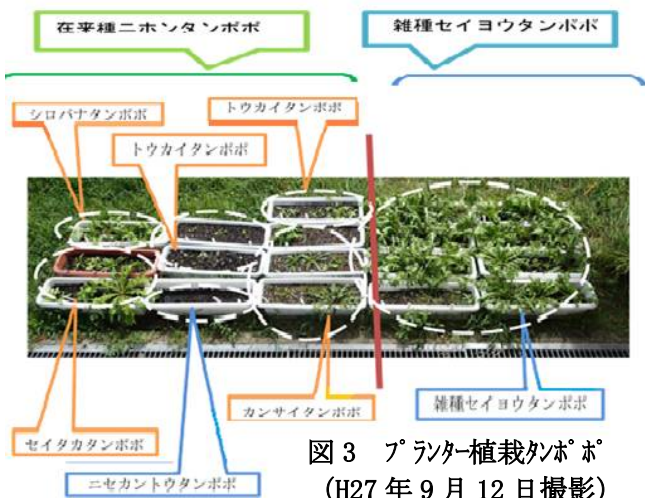 在来種ニホンタンポポ
雑種セイヨウタンポポ
シロバナタンポポ
トウカイタンポポ
トウカイタンポポ
セイタカタンポポ
ニセカントウタンポポ
カンサイタンポポ
雑種セイヨウタンポポ
図3 プランター植栽タンポポ
(H27年9月12日撮影)